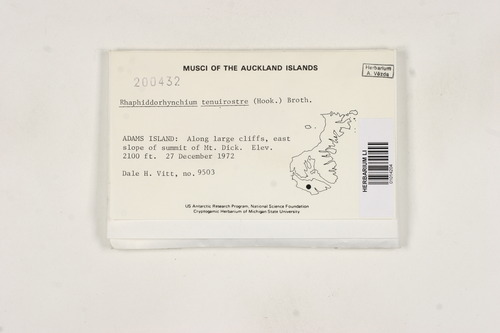 MUSCI OF THE AUCKLAND ISLANDS
200432
Herbarium
A. Vězda
Rhaphiddorhynchium tenuirostre (Hook.) Broth.
ADAMS ISLAND: Along large cliffs, east
slope of summit of Mt. Dick. Elev.
2100 ft. 27 December 1972
Dale H. Vitt, no. 9503
HERBARIUM LI
US Antarctic Research Program, National Science Foundation
Cryptogamic Herbarium of Michigan State University